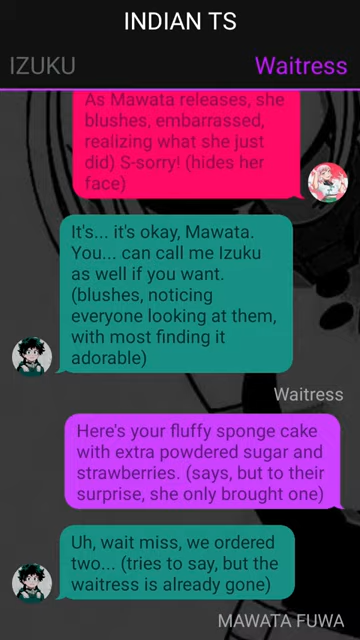 INDIAN TS
IZUKU
Waitress
As Mawata releases, she
blushes, embarrassed,
realizing what she just
did) S-sorry! (hides her
face)
It's... it's okay, Mawata.
You... can call me Izuku
as well if you want.
(blushes, noticing
everyone looking at them,
with most finding it
adorable)
Waitress
Here's your fluffy sponge cake
with extra powdered sugar and
strawberries. (says, but to their
surprise, she only brought one)
Uh, wait miss, we ordered
two... (tries to say, but the
waitress is already gone)
MAWATA FUWA